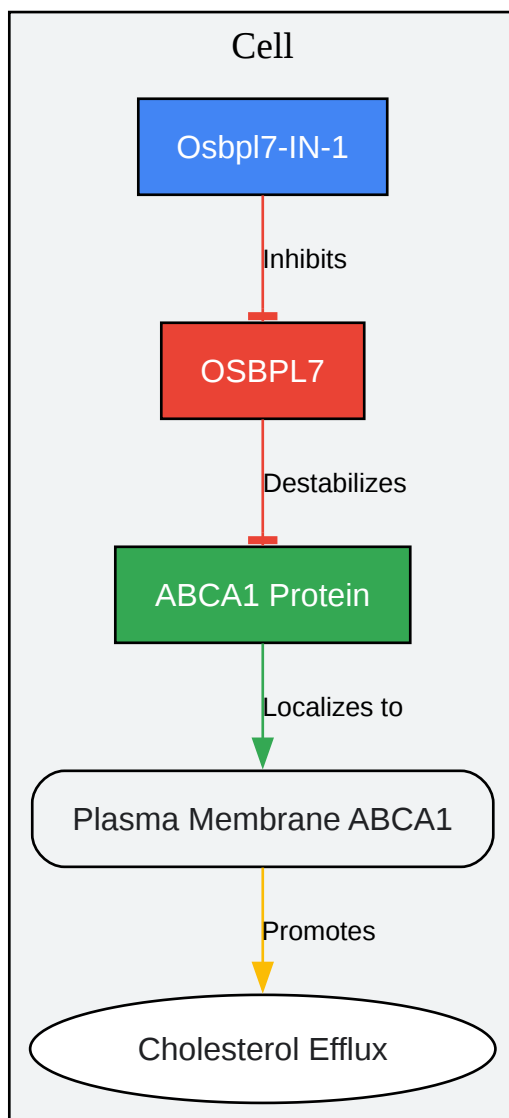 Cell
Osbpl7-IN-1
Inhibits
OSBPL7
Destabilizes
ABCA1 Protein
Localizes to
Plasma Membrane ABCA1
Promotes
Cholesterol Efflux